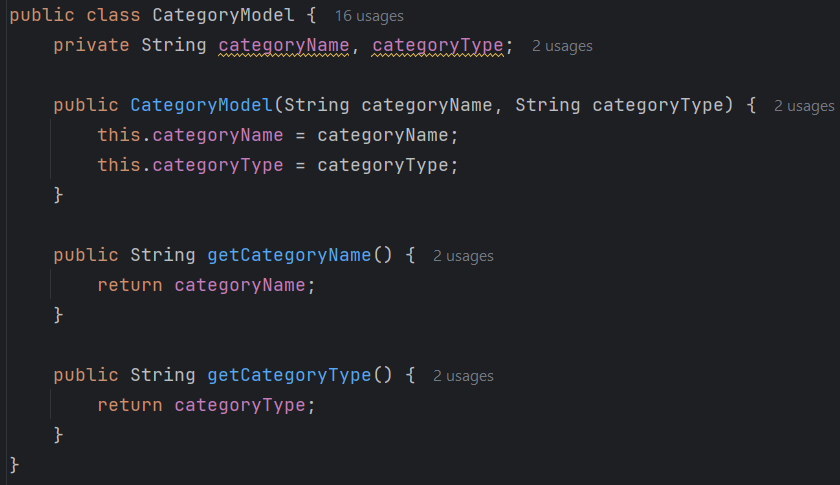 public class CategoryModel {  16 usages
    private String categoryName, categoryType;  2 usages

    public CategoryModel(String categoryName, String categoryType) {  2 usages
        this.categoryName = categoryName;
        this.categoryType = categoryType;
    }

    public String getCategoryName() {  2 usages
        return categoryName;
    }

    public String getCategoryType() {  2 usages
        return categoryType;
    }
}